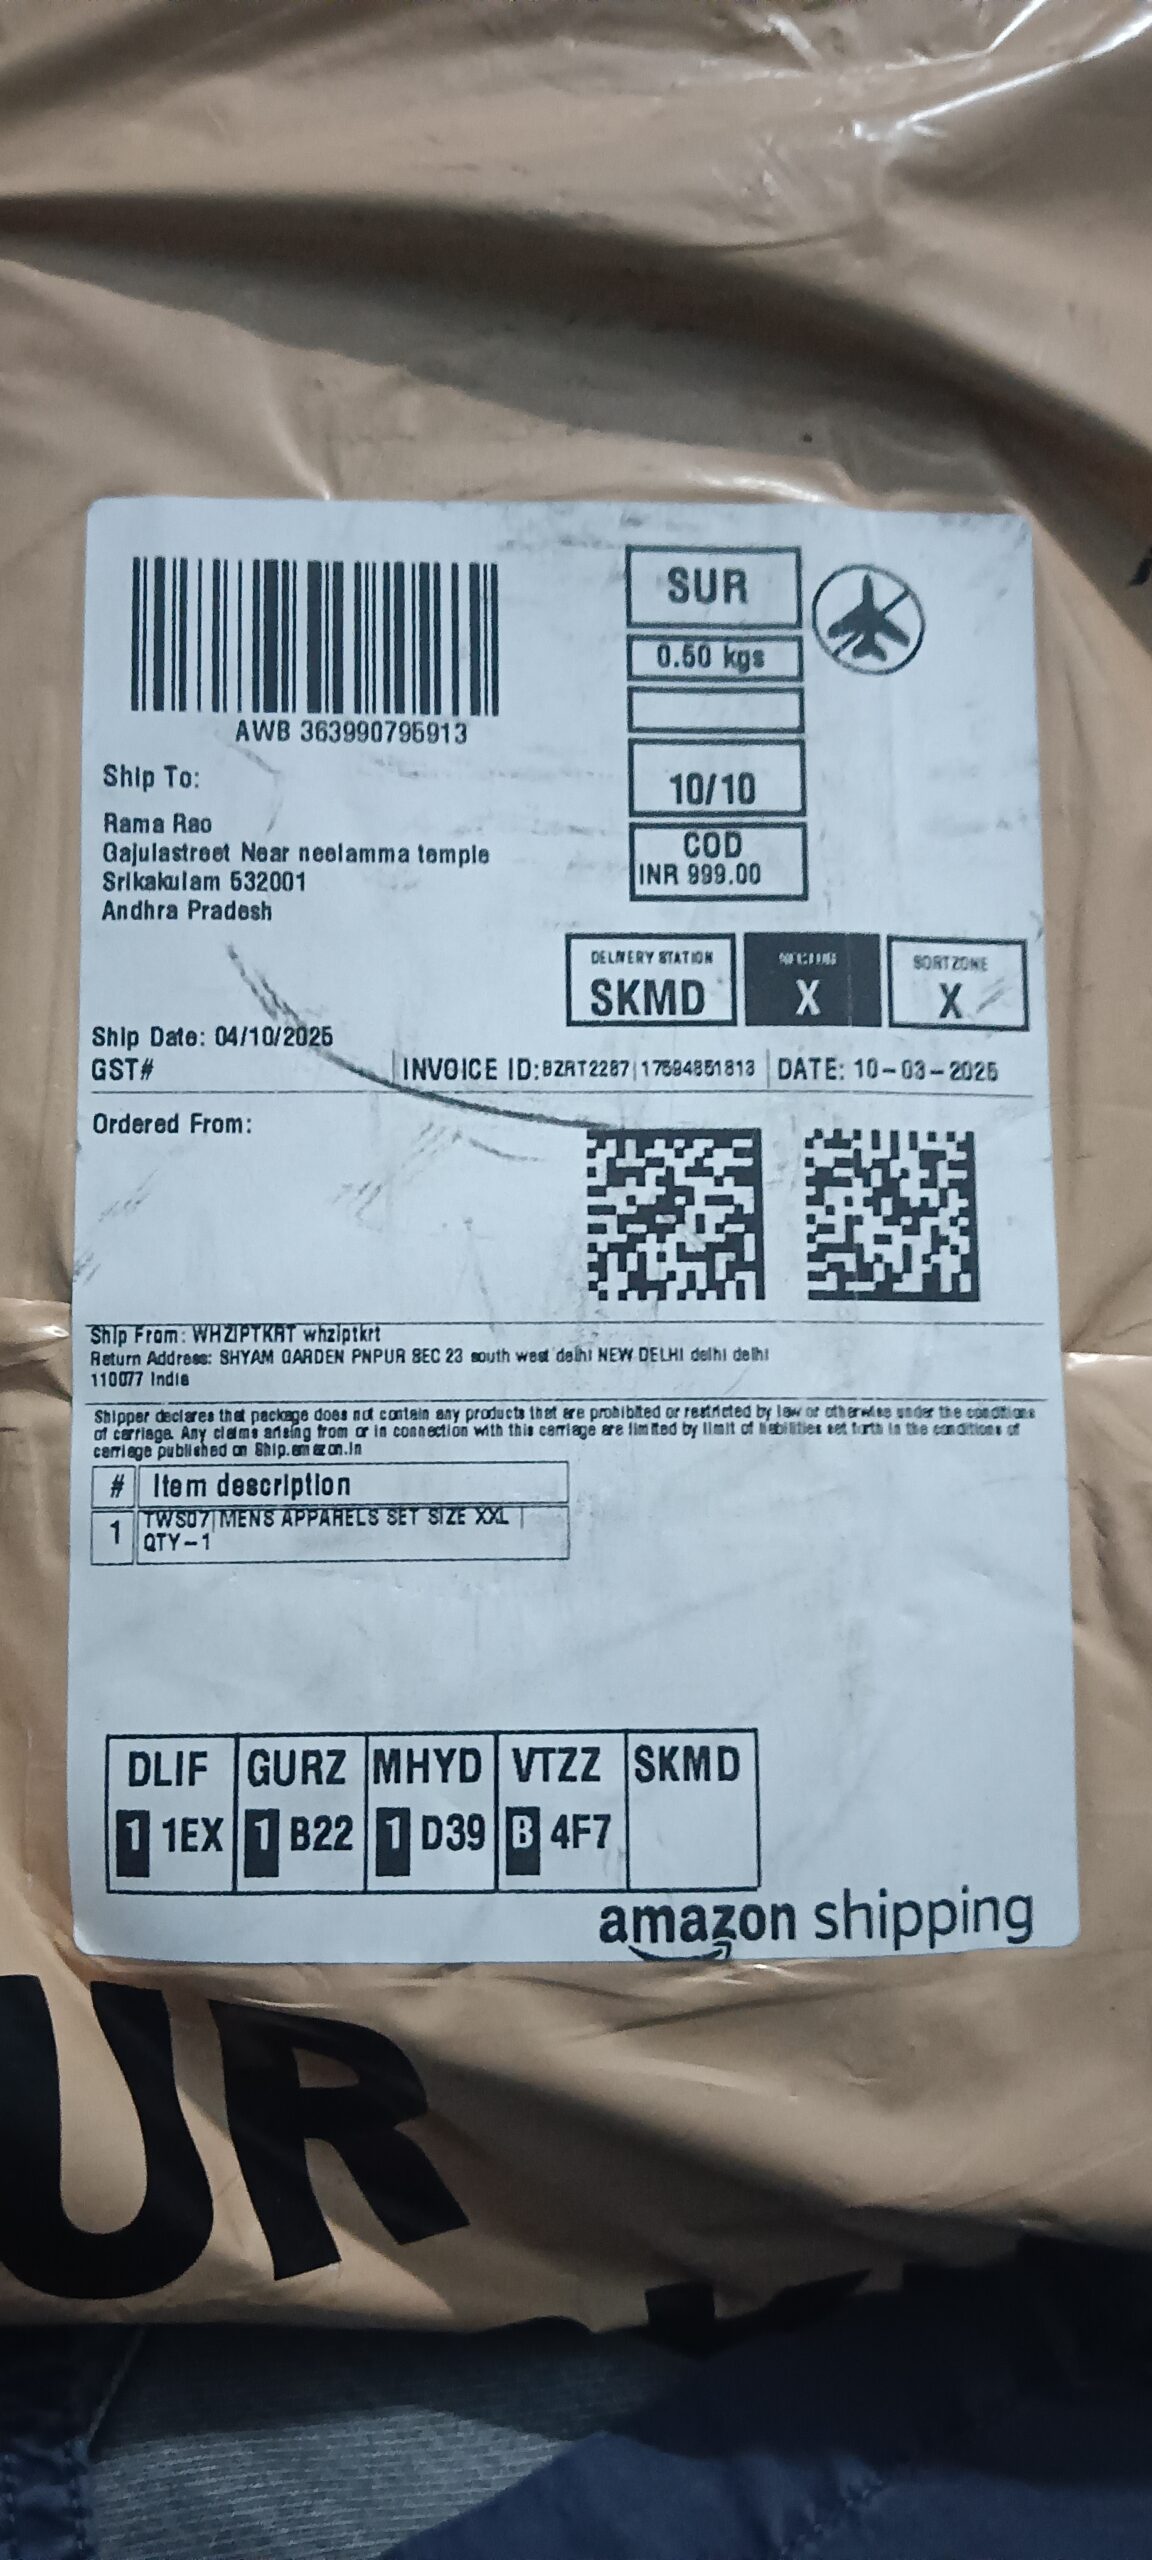 SUR
0.50 kgs
AWB 363990795913
10/10
COD
INR 999.00
Ship To:
Rama Rao
Gajulastreet Near neelamma temple
Srikakulam 532001
Andhra Pradesh
DELIVERY STATION
SKMD
X
SORTZONE
X
Ship Date: 04/10/2025
GST#
INVOICE ID:BZRT2287|17594851813
DATE: 10-03-2025
Ordered From:
Ship From: WHZIPTKRT whziptkrt
Return Address: SHYAM GARDEN PNPUR SEC 23 south west delhi NEW DELHI delhi delhi
110077 India
Shipper declares that package does not contain any products that are prohibited or restricted by law or otherwise under the conditions
of carriage. Any claims arising from or in connection with this carriage are limited by limit of liabilities set forth in the conditions of
carriage published on Ship.amazon.in
# Item description
1 TWS07|MENS APPARELS SET SIZE XXL |
QTY-1
DLIF GURZ MHYD VTZZ SKMD
1 1EX 1 B22 1 D39 B 4F7
amazon shipping
UR